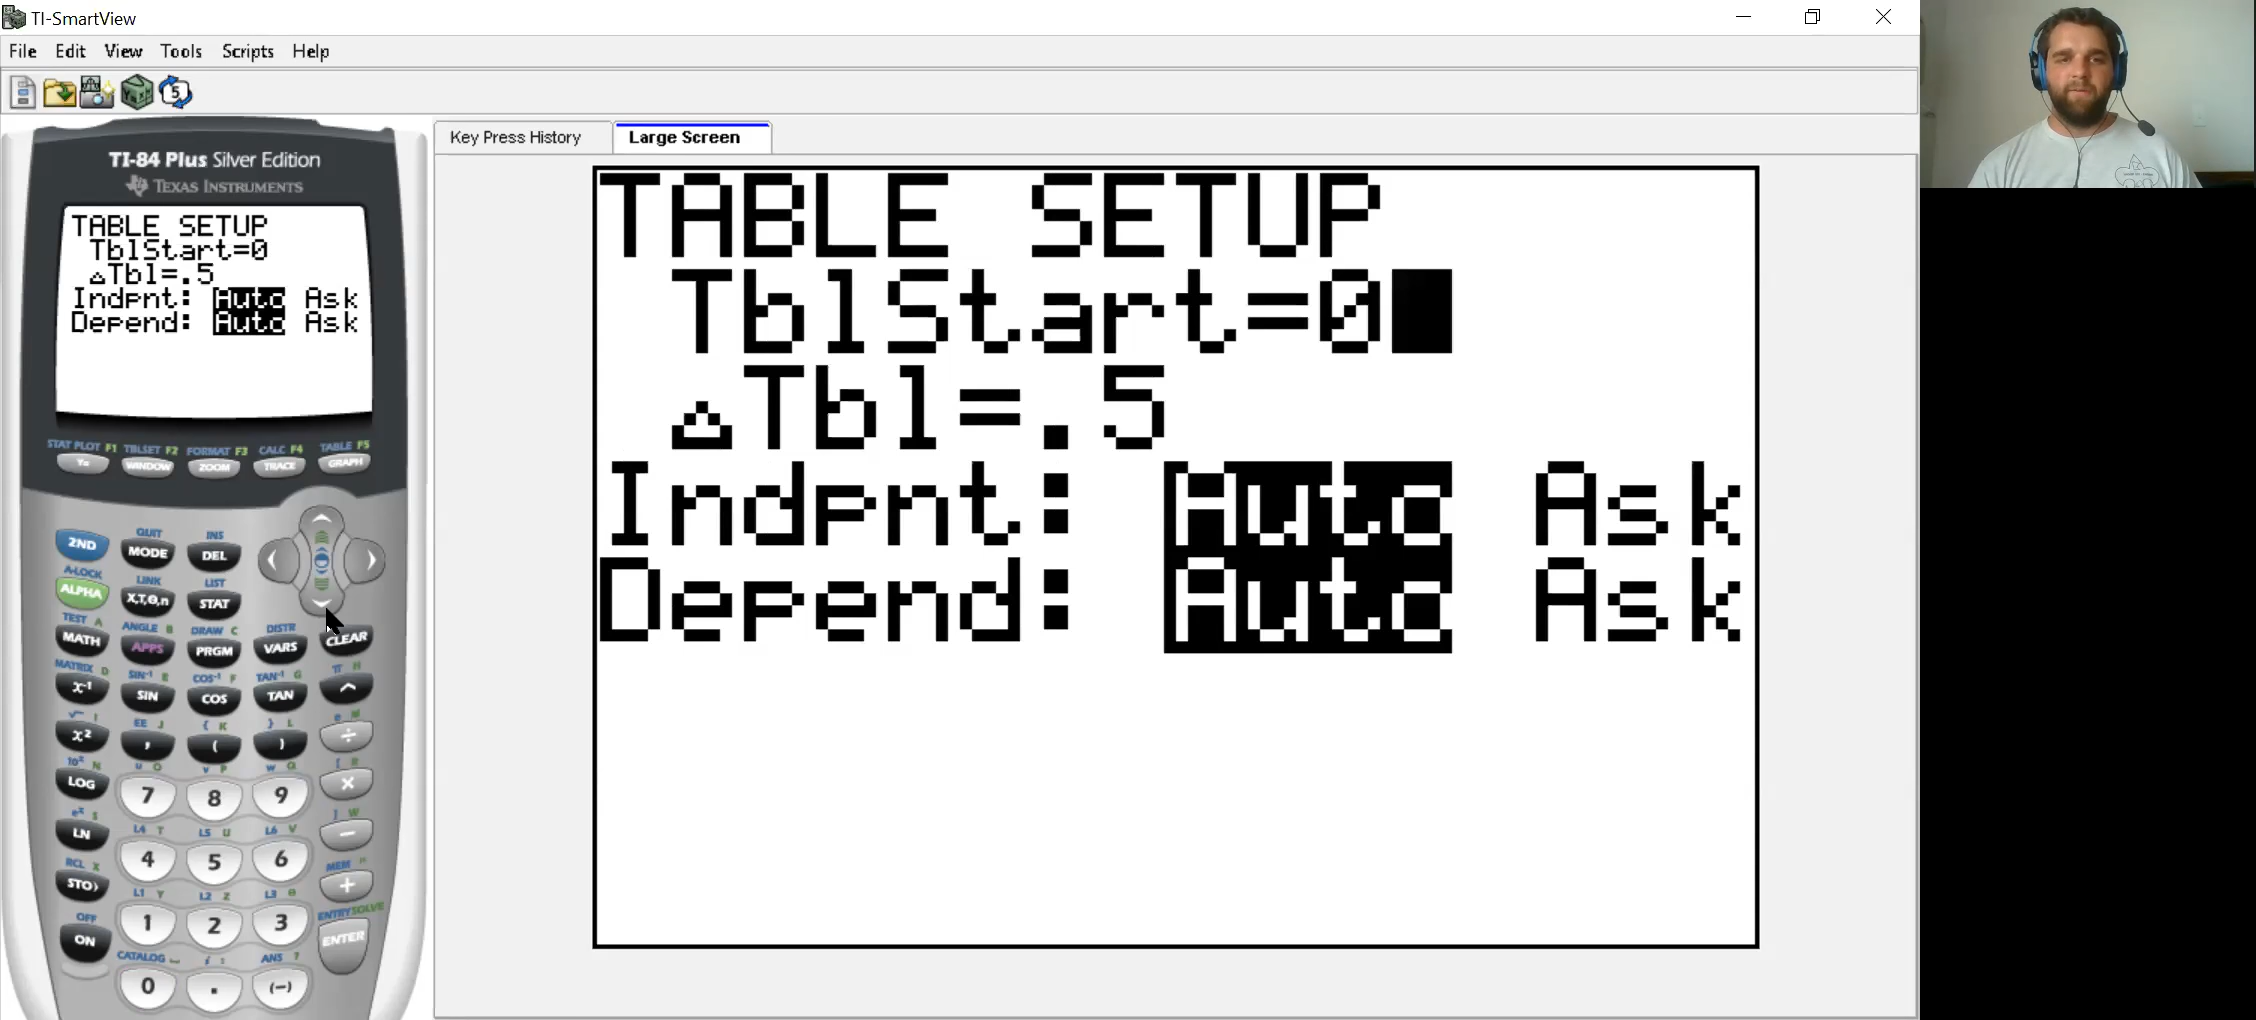 TI-SmartView
File Edit View Tools Scripts Help
Key Press History Large Screen
TI-84 Plus Silver Edition
TEXAS INSTRUMENTS
TABLE SETUP
TblStart=0
△Tbl=.5
Indpnt: Auto Ask
Depend: Auto Ask
STAT PLOT F1 TBLSET F2 FORMAT F3 CALC F4 TABLE F5
Y= WINDOW ZOOM TRACE GRAPH
QUIT INS
2ND MODE DEL
A-LOCK LINK LIST
ALPHA X,T,θ,n STAT
TEST A ANGLE B DRAW C DISTR
MATH APPS PRGM VARS CLEAR
MATRIX D SIN⁻¹ E COS⁻¹ F TAN⁻¹ G π H
x⁻¹ SIN COS TAN ^
√ I EE J { K } L e M
x² , ( ) ÷
10ˣ N u O v P w Q [ R
LOG 7 8 9 ×
eˣ S L4 T L5 U L6 V ] W
LN 4 5 6 −
RCL X L1 Y L2 Z L3 θ MEM "
STO› 1 2 3 +
OFF ENTRY SOLVE
ON ENTER
CATALOG i : ANS ?
0 . (−)
TABLE SETUP
TblStart=0
△Tbl=.5
Indpnt: Auto Ask
Depend: Auto Ask